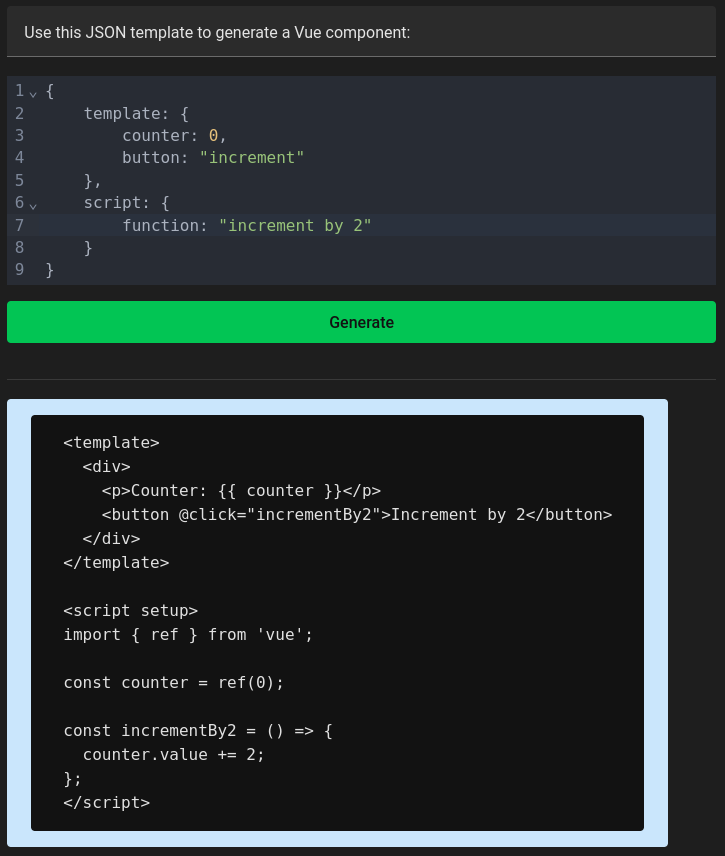 Use this JSON template to generate a Vue component:
1 {
2     template: {
3         counter: 0,
4         button: "increment"
5     },
6     script: {
7         function: "increment by 2"
8     }
9 }
Generate
<template>
  <div>
    <p>Counter: {{ counter }}</p>
    <button @click="incrementBy2">Increment by 2</button>
  </div>
</template>

<script setup>
import { ref } from 'vue';

const counter = ref(0);

const incrementBy2 = () => {
  counter.value += 2;
};
</script>